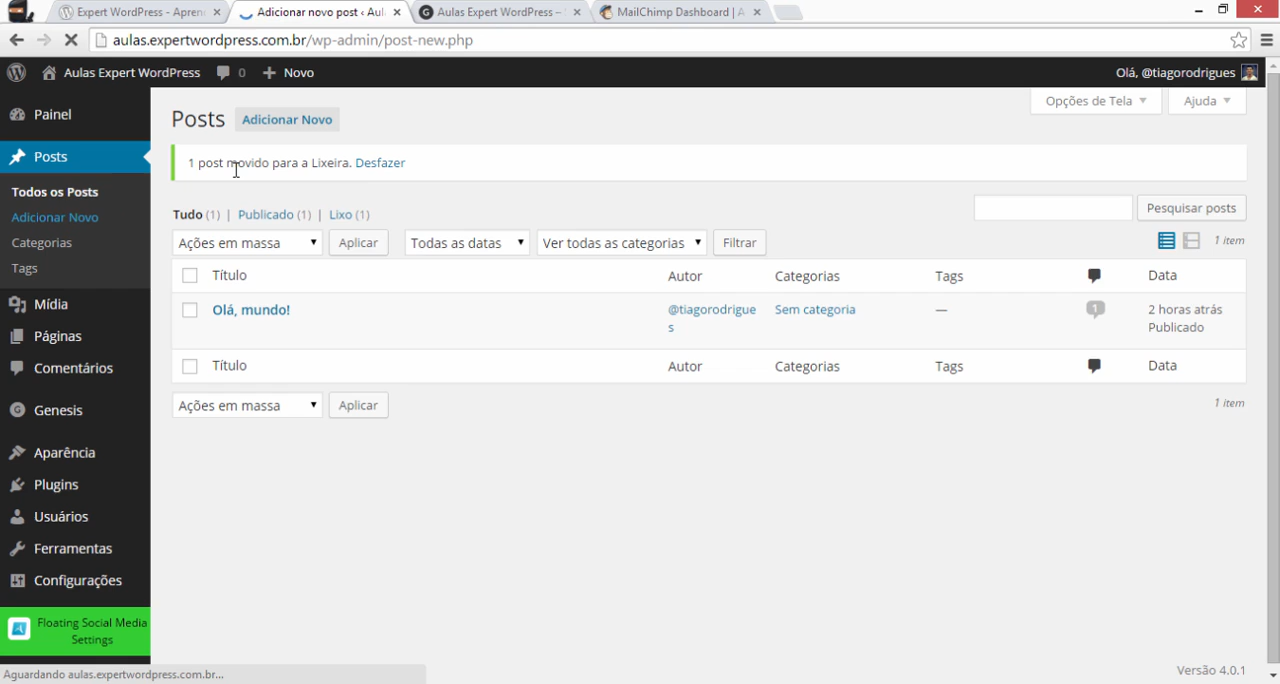 Expert WordPress - Apren
Adicionar novo post ‹ Aul
Aulas Expert WordPress –
MailChimp Dashboard | A
aulas.expertwordpress.com.br/wp-admin/post-new.php
Aulas Expert WordPress
0
Novo
Olá, @tiagorodrigues
Painel
Posts
Todos os Posts
Adicionar Novo
Categorias
Tags
Mídia
Páginas
Comentários
Genesis
Aparência
Plugins
Usuários
Ferramentas
Configurações
Floating Social Media
Settings
Posts
Adicionar Novo
Opções de Tela
Ajuda
1 post movido para a Lixeira. Desfazer
Tudo (1) | Publicado (1) | Lixo (1)
Pesquisar posts
Ações em massa
Aplicar
Todas as datas
Ver todas as categorias
Filtrar
1 item
Título
Autor
Categorias
Tags
Data
Olá, mundo!
@tiagorodrigue
s
Sem categoria
—
1
2 horas atrás
Publicado
Título
Autor
Categorias
Tags
Data
Ações em massa
Aplicar
1 item
Versão 4.0.1
Aguardando aulas.expertwordpress.com.br...